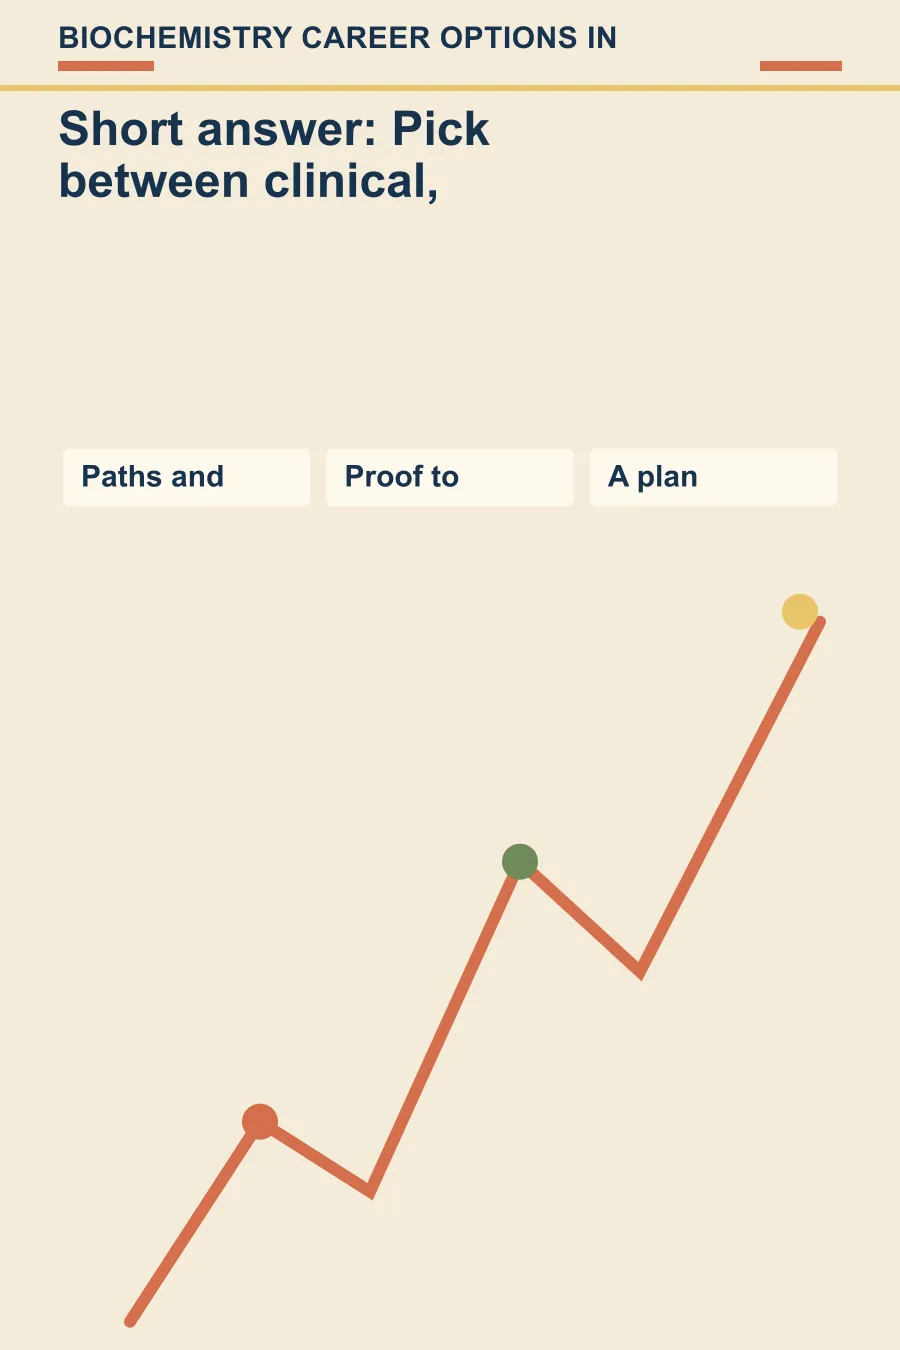 BIOCHEMISTRY CAREER OPTIONS IN
Short answer: Pick
between clinical,
Paths and
Proof to
A plan